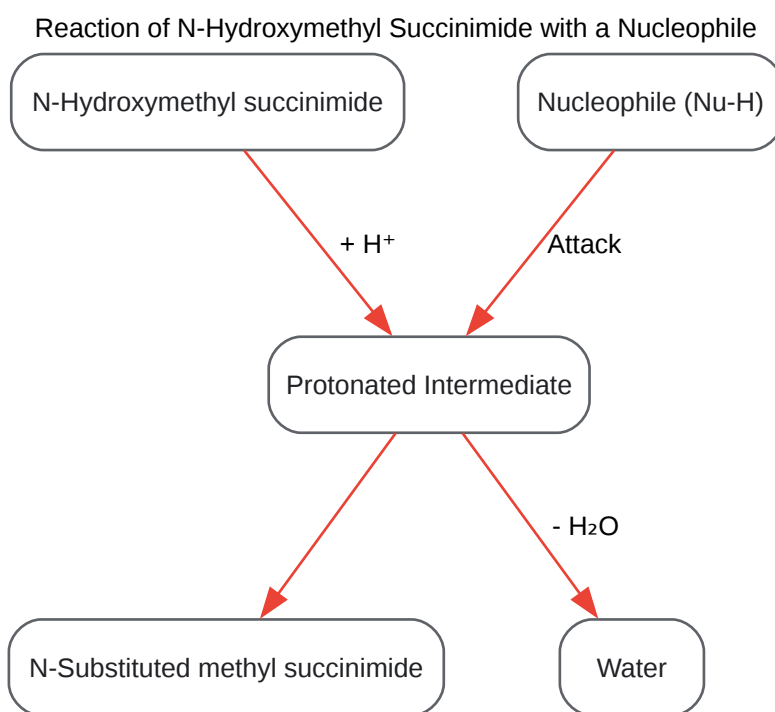 Reaction of N-Hydroxymethyl Succinimide with a Nucleophile
N-Hydroxymethyl succinimide
Nucleophile (Nu-H)
+ H⁺
Attack
Protonated Intermediate
- H₂O
N-Substituted methyl succinimide
Water